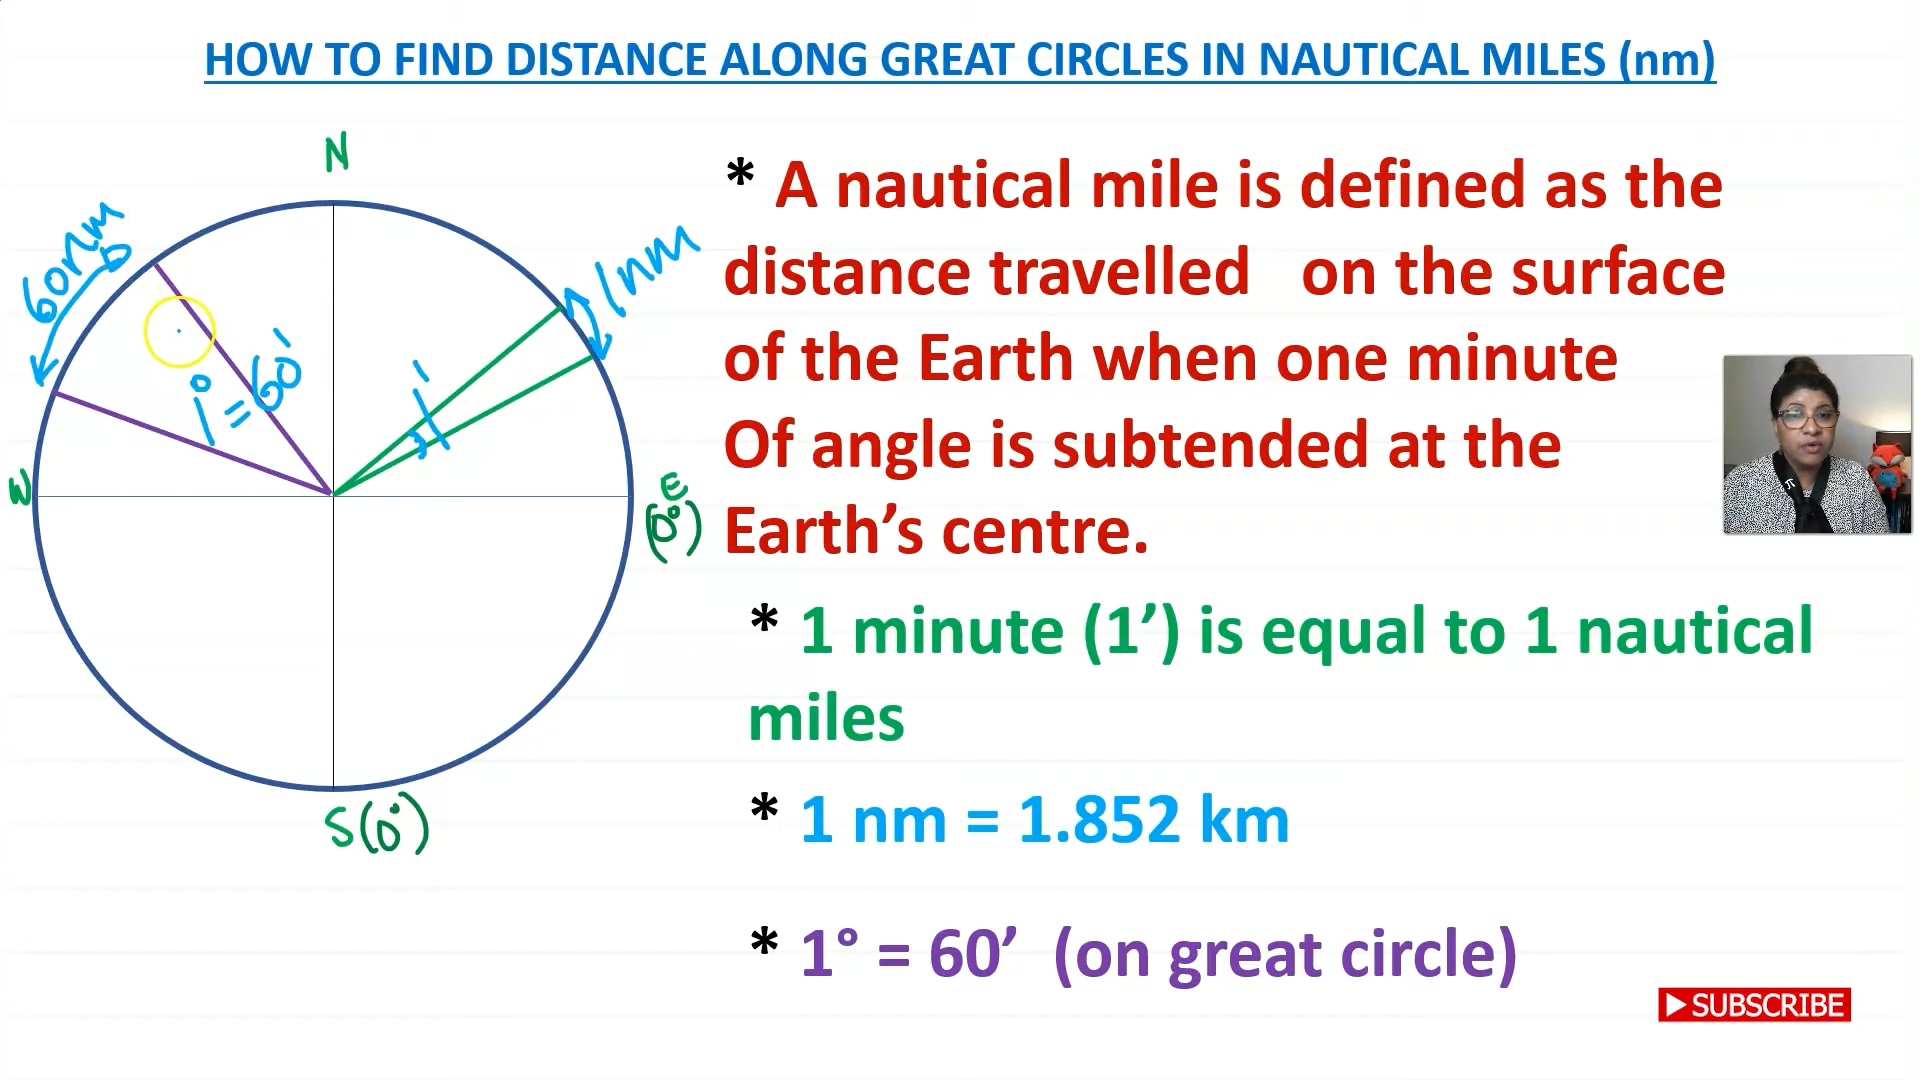 HOW TO FIND DISTANCE ALONG GREAT CIRCLES IN NAUTICAL MILES (nm)
N
60nm
1nm
1° = 60'
1'
W
E
(0°)
S(0°)
* A nautical mile is defined as the
distance travelled on the surface
of the Earth when one minute
Of angle is subtended at the
Earth’s centre.
* 1 minute (1’) is equal to 1 nautical
miles
* 1 nm = 1.852 km
* 1° = 60’ (on great circle)
π
SUBSCRIBE